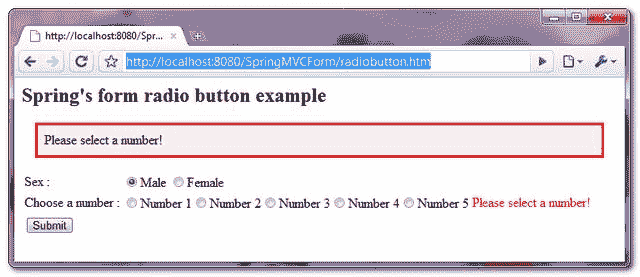 http://localhost:8080/Spr...
http://localhost:8080/SpringMVCForm/radiobutton.htm
Spring's form radio button example
Please select a number!
Sex : Male Female
Choose a number : Number 1 Number 2 Number 3 Number 4 Number 5 Please select a number!
Submit